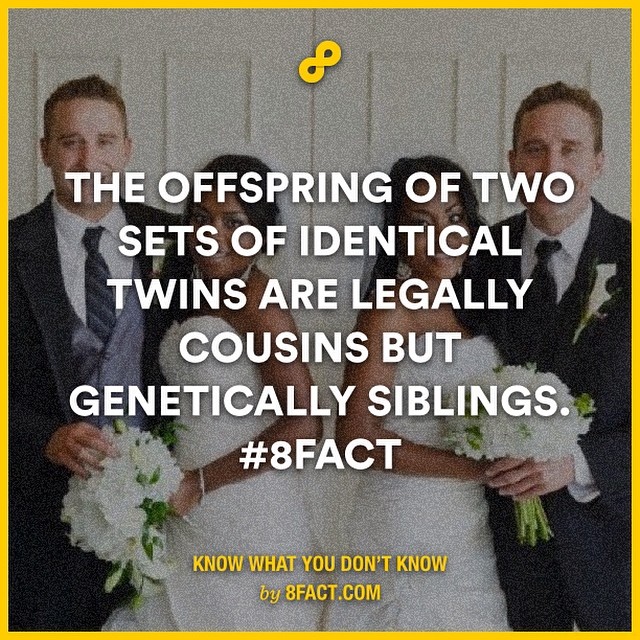 THE OFFSPRING OF TWO
SETS OF IDENTICAL
TWINS ARE LEGALLY
COUSINS BUT
GENETICALLY SIBLINGS.
#8FACT
KNOW WHAT YOU DON'T KNOW
by 8FACT.COM